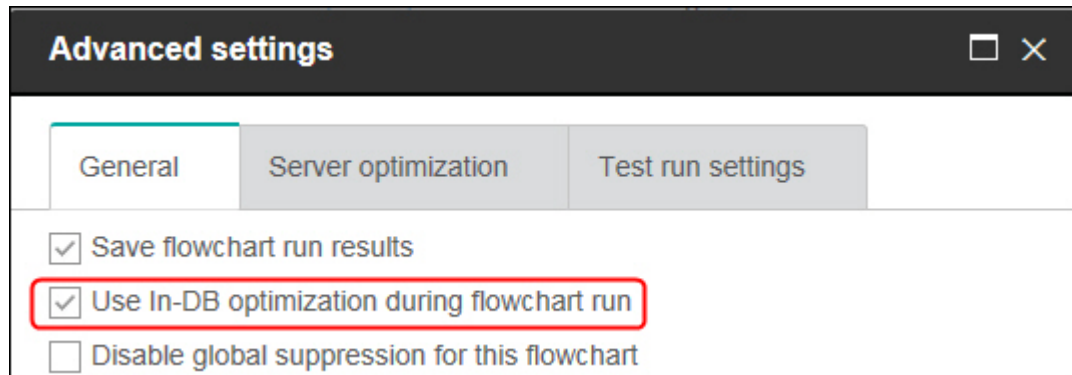 Advanced settings
General Server optimization Test run settings
Save flowchart run results
Use In-DB optimization during flowchart run
Disable global suppression for this flowchart